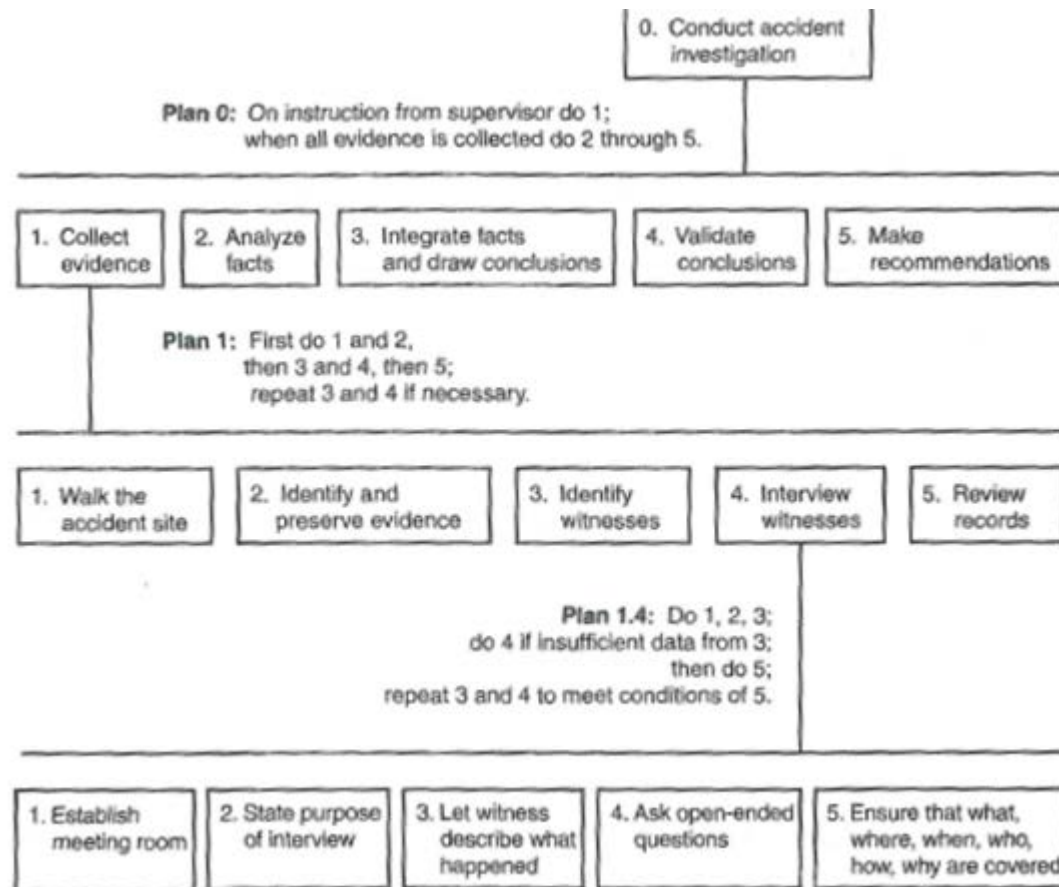 0. Conduct accident
investigation
Plan 0: On instruction from supervisor do 1;
when all evidence is collected do 2 through 5.
1. Collect
evidence
2. Analyze
facts
3. Integrate facts
and draw conclusions
4. Validate
conclusions
5. Make
recommendations
Plan 1: First do 1 and 2,
then 3 and 4, then 5;
repeat 3 and 4 if necessary.
1. Walk the
accident site
2. Identify and
preserve evidence
3. Identify
witnesses
4. Interview
witnesses
5. Review
records
Plan 1.4: Do 1, 2, 3;
do 4 if insufficient data from 3;
then do 5;
repeat 3 and 4 to meet conditions of 5.
1. Establish
meeting room
2. State purpose
of interview
3. Let witness
describe what
happened
4. Ask open-ended
questions
5. Ensure that what,
where, when, who,
how, why are covered